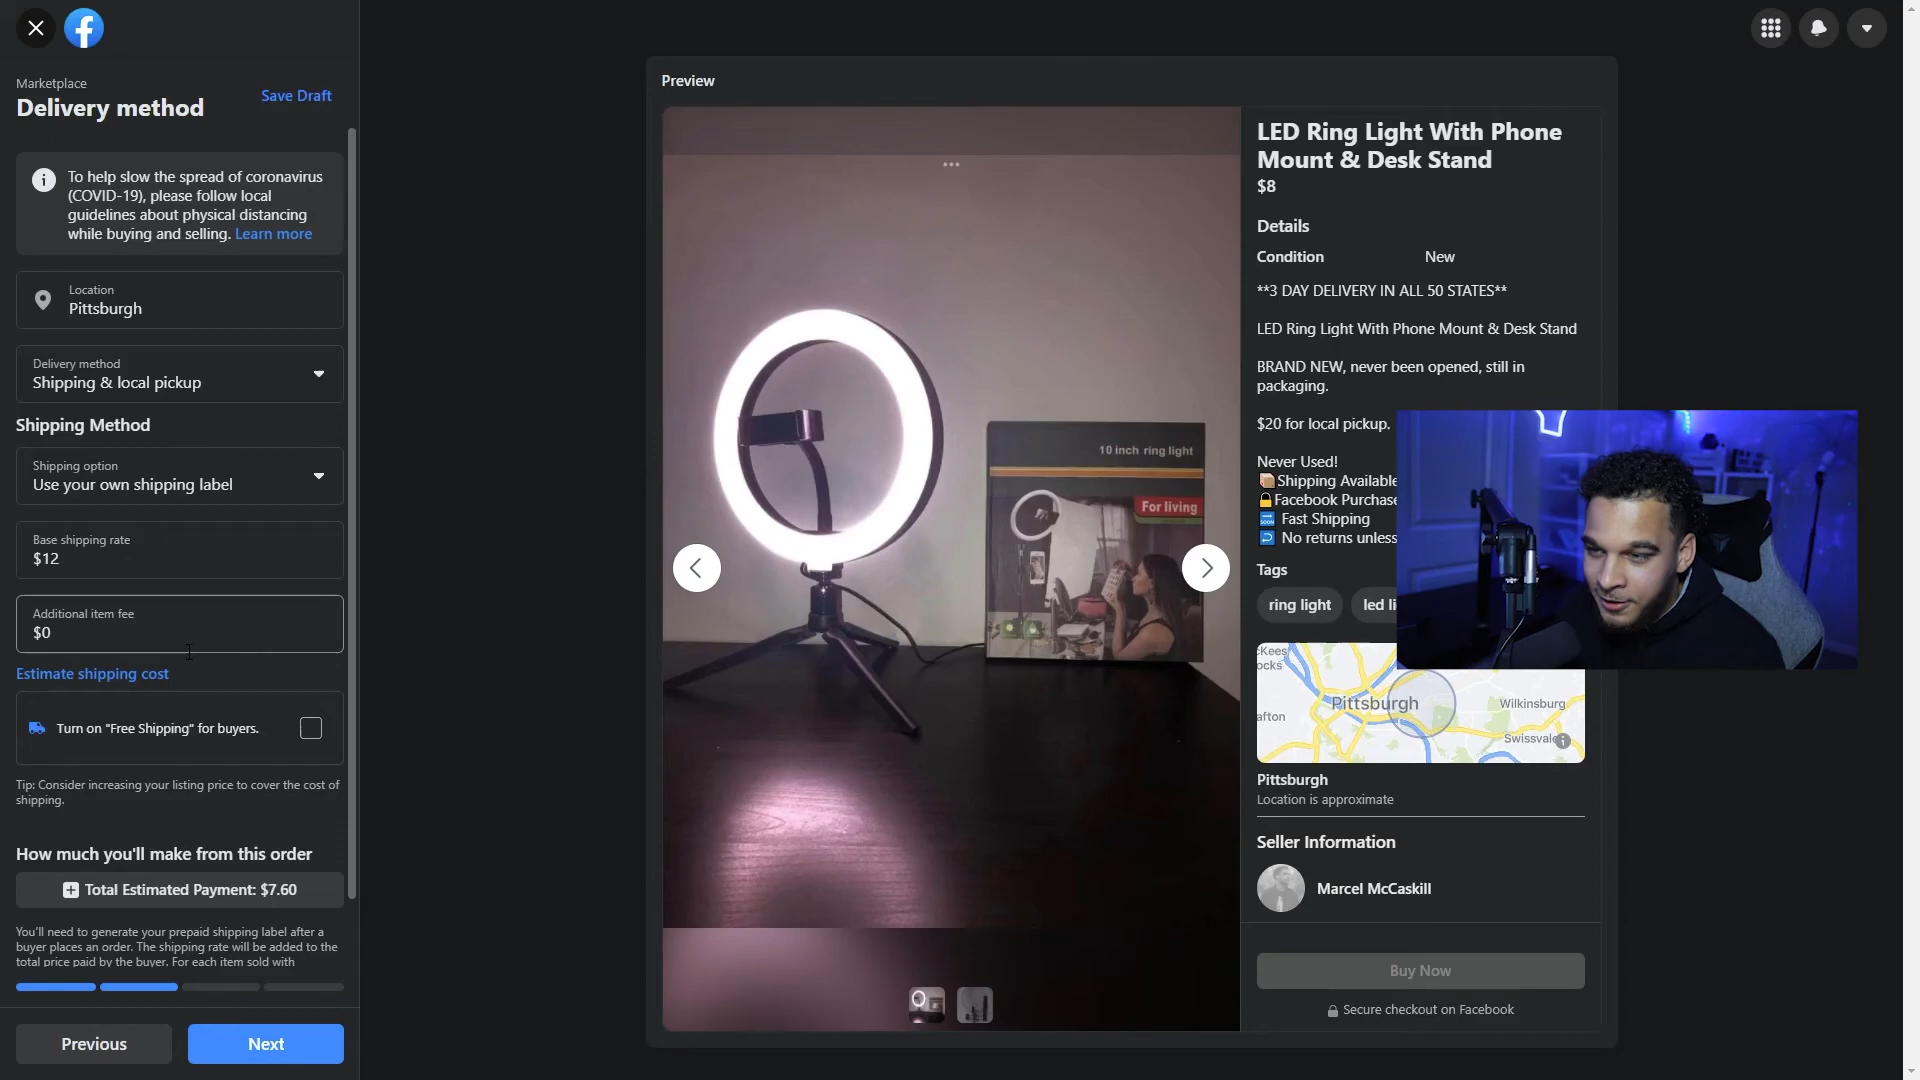 Marketplace
Delivery method
Save Draft
To help slow the spread of coronavirus
(COVID-19), please follow local
guidelines about physical distancing
while buying and selling. Learn more
Location
Pittsburgh
Delivery method
Shipping & local pickup
Shipping Method
Shipping option
Use your own shipping label
Base shipping rate
$12
Additional item fee
$0
Estimate shipping cost
Turn on "Free Shipping" for buyers.
Tip: Consider increasing your listing price to cover the cost of
shipping.
How much you'll make from this order
Total Estimated Payment: $7.60
You'll need to generate your prepaid shipping label after a
buyer places an order. The shipping rate will be added to the
total price paid by the buyer. For each item sold with
Previous
Next
Preview
10 inch ring light
For living
LED Ring Light With Phone
Mount & Desk Stand
$8
Details
Condition New
**3 DAY DELIVERY IN ALL 50 STATES**
LED Ring Light With Phone Mount & Desk Stand
BRAND NEW, never been opened, still in
packaging.
$20 for local pickup.
Never Used!
Shipping Available
Facebook Purchase
SOON Fast Shipping
No returns unless
Tags
ring light
led li
Pittsburgh
Wilkinsburg
afton
Swissvale
Pittsburgh
Location is approximate
Seller Information
Marcel McCaskill
Buy Now
Secure checkout on Facebook